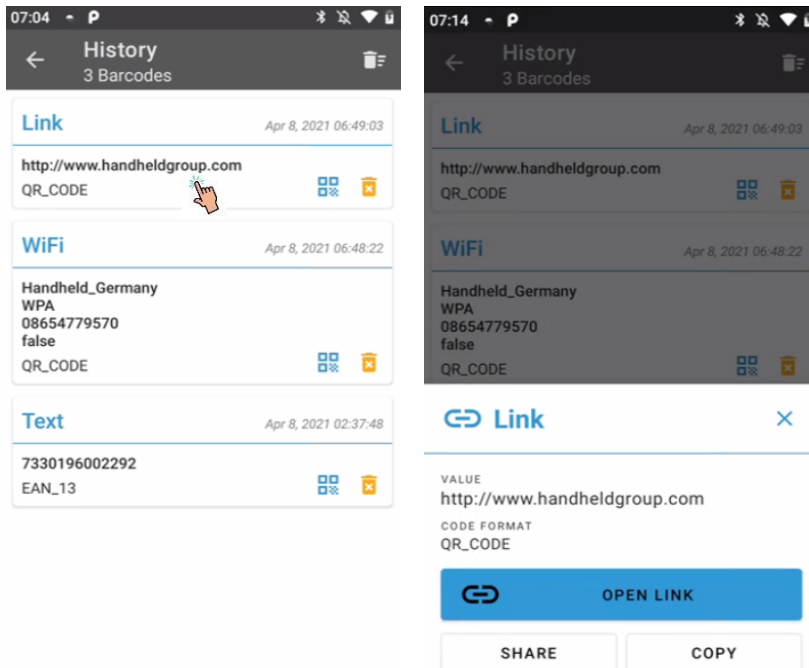 07:04
History
3 Barcodes
Link
Apr 8, 2021 06:49:03
http://www.handheldgroup.com
QR_CODE
WiFi
Apr 8, 2021 06:48:22
Handheld_Germany
WPA
08654779570
false
QR_CODE
Text
Apr 8, 2021 02:37:48
7330196002292
EAN_13
07:14
History
3 Barcodes
Link
Apr 8, 2021 06:49:03
http://www.handheldgroup.com
QR_CODE
WiFi
Apr 8, 2021 06:48:22
Handheld_Germany
WPA
08654779570
false
QR_CODE
Link
VALUE
http://www.handheldgroup.com
CODE FORMAT
QR_CODE
OPEN LINK
SHARE
COPY